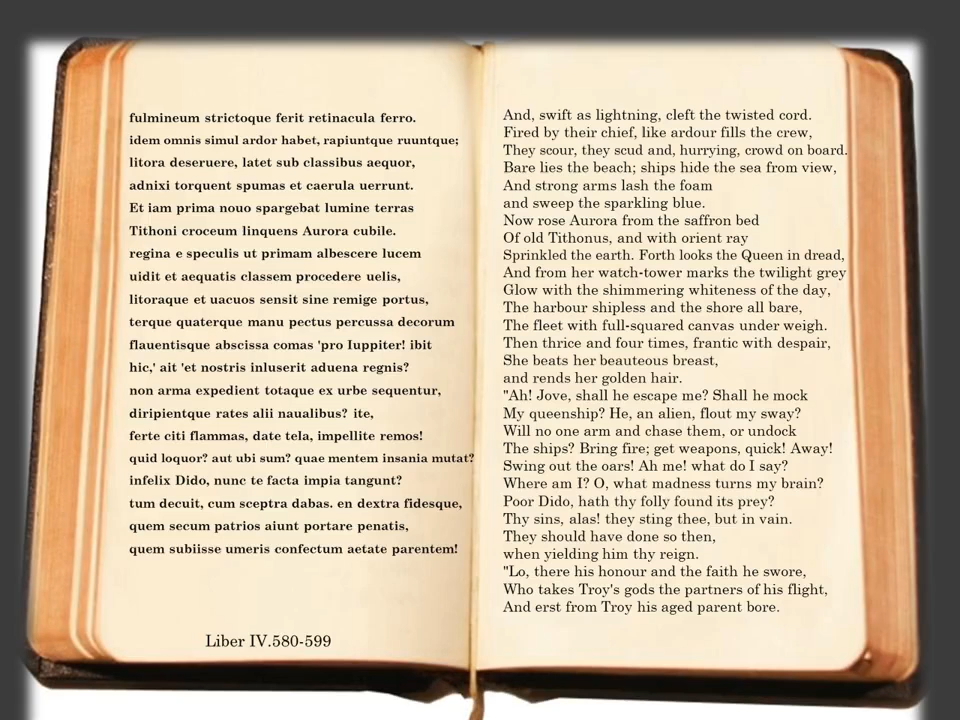 fulmineum strictoque ferit retinacula ferro.
idem omnis simul ardor habet, rapiuntque ruuntque;
litora deseruere, latet sub classibus aequor,
adnixi torquent spumas et caerula uerrunt.
Et iam prima nouo spargebat lumine terras
Tithoni croceum linquens Aurora cubile.
regina e speculis ut primam albescere lucem
uidit et aequatis classem procedere uelis,
litoraque et uacuos sensit sine remige portus,
terque quaterque manu pectus percussa decorum
flauentisque abscissa comas 'pro Iuppiter! ibit
hic,' ait 'et nostris inluserit aduena regnis?
non arma expedient totaque ex urbe sequentur,
diripientque rates alii naualibus? ite,
ferte citi flammas, date tela, impellite remos!
quid loquor? aut ubi sum? quae mentem insania mutat?
infelix Dido, nunc te facta impia tangunt?
tum decuit, cum sceptra dabas. en dextra fidesque,
quem secum patrios aiunt portare penatis,
quem subiisse umeris confectum aetate parentem!
Liber IV.580-599
And, swift as lightning, cleft the twisted cord.
Fired by their chief, like ardour fills the crew,
They scour, they scud and, hurrying, crowd on board.
Bare lies the beach; ships hide the sea from view,
And strong arms lash the foam
and sweep the sparkling blue.
Now rose Aurora from the saffron bed
Of old Tithonus, and with orient ray
Sprinkled the earth. Forth looks the Queen in dread,
And from her watch-tower marks the twilight grey
Glow with the shimmering whiteness of the day,
The harbour shipless and the shore all bare,
The fleet with full-squared canvas under weigh.
Then thrice and four times, frantic with despair,
She beats her beauteous breast,
and rends her golden hair.
"Ah! Jove, shall he escape me? Shall he mock
My queenship? He, an alien, flout my sway?
Will no one arm and chase them, or undock
The ships? Bring fire; get weapons, quick! Away!
Swing out the oars! Ah me! what do I say?
Where am I? O, what madness turns my brain?
Poor Dido, hath thy folly found its prey?
Thy sins, alas! they sting thee, but in vain.
They should have done so then,
when yielding him thy reign.
"Lo, there his honour and the faith he swore,
Who takes Troy's gods the partners of his flight,
And erst from Troy his aged parent bore.